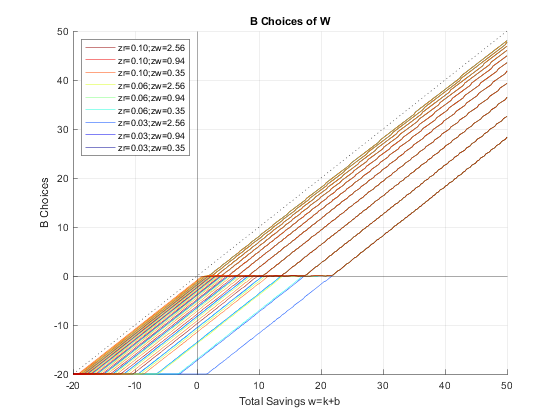 B Choices of W
zr=0.10;zw=2.56
zr=0.10;zw=0.94
zr=0.10;zw=0.35
zr=0.06;zw=2.56
zr=0.06;zw=0.94
zr=0.06;zw=0.35
zr=0.03;zw=2.56
zr=0.03;zw=0.94
zr=0.03;zw=0.35
50
40
30
20
10
0
-10
-20
B Choices
-20
-10
0
10
20
30
40
50
Total Savings w=k+b